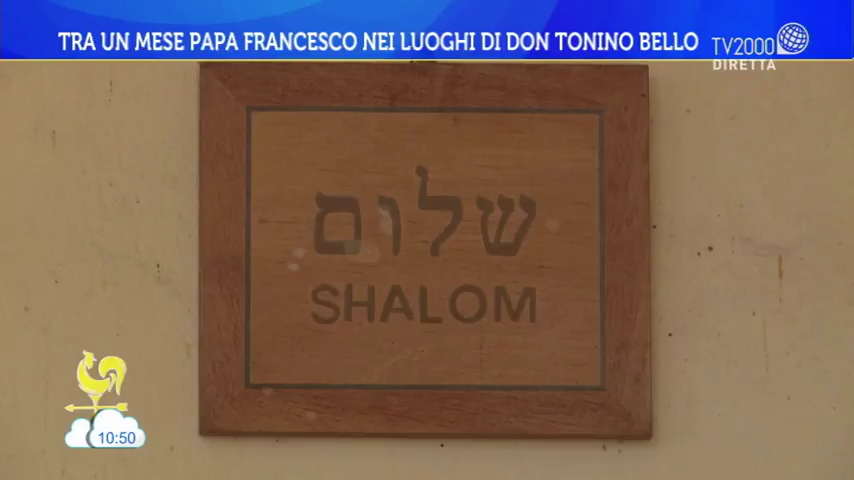 TRA UN MESE PAPA FRANCESCO NEI LUOGHI DI DON TONINO BELLO
TV2000
DIRETTA
שלום
SHALOM
10:50